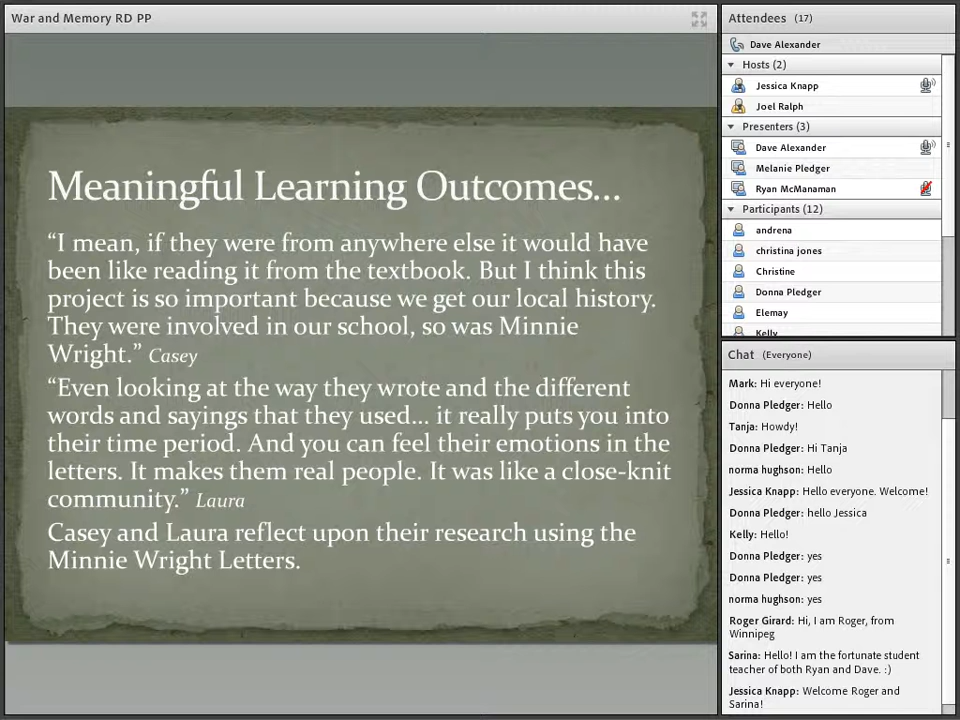 War and Memory RD PP
Meaningful Learning Outcomes...
“I mean, if they were from anywhere else it would have
been like reading it from the textbook. But I think this
project is so important because we get our local history.
They were involved in our school, so was Minnie
Wright.” Casey
“Even looking at the way they wrote and the different
words and sayings that they used... it really puts you into
their time period. And you can feel their emotions in the
letters. It makes them real people. It was like a close-knit
community.” Laura
Casey and Laura reflect upon their research using the
Minnie Wright Letters.
Attendees (17)
Dave Alexander
Hosts (2)
Jessica Knapp
Joel Ralph
Presenters (3)
Dave Alexander
Melanie Pledger
Ryan McManaman
Participants (12)
andrena
christina jones
Christine
Donna Pledger
Elemay
Kelly
Chat (Everyone)
Mark: Hi everyone!
Donna Pledger: Hello
Tanja: Howdy!
Donna Pledger: Hi Tanja
norma hughson: Hello
Jessica Knapp: Hello everyone. Welcome!
Donna Pledger: hello Jessica
Kelly: Hello!
Donna Pledger: yes
Donna Pledger: yes
norma hughson: yes
Roger Girard: Hi, I am Roger, from
Winnipeg
Sarina: Hello! I am the fortunate student
teacher of both Ryan and Dave. :)
Jessica Knapp: Welcome Roger and
Sarina!